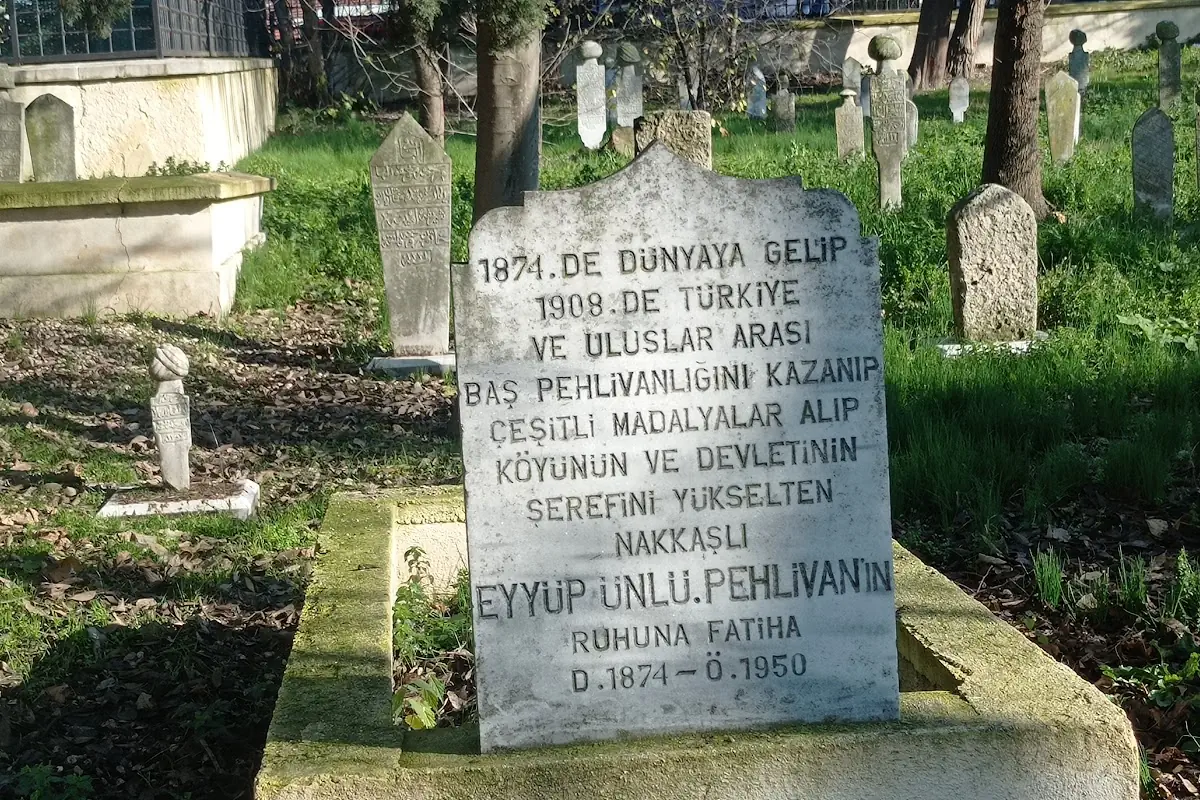 1874.DE DÜNYAYA GELİP
1908.DE TÜRKİYE
VE ULUSLAR ARASI
BAŞ PEHLİVANLIĞINI KAZANIP
ÇEŞİTLİ MADALYALAR ALIP
KÖYÜNÜN VE DEVLETİNİN
ŞEREFİNİ YÜKSELTEN
NAKKAŞLI
EYYÜP ÜNLÜ.PEHLİVAN'IN
RUHUNA FATİHA
D.1874-Ö.1950